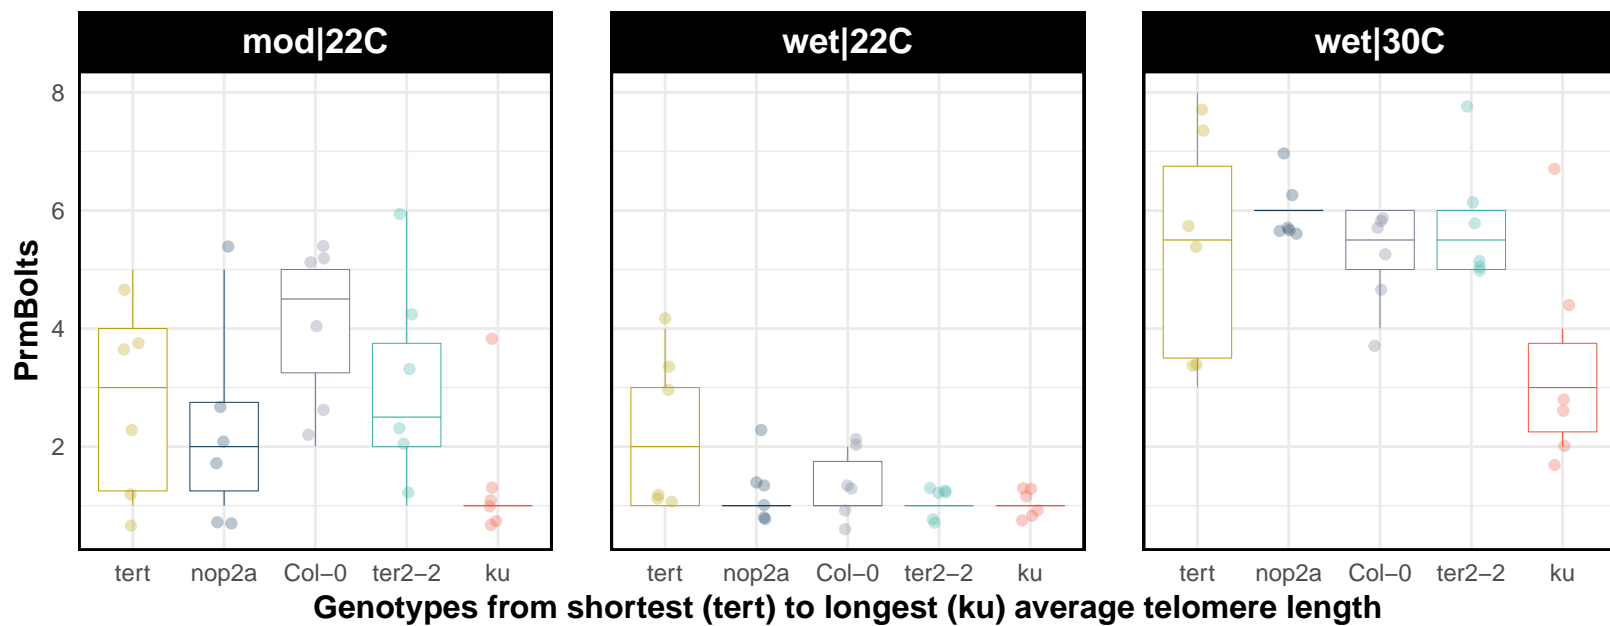 mod|22C wet|22C wet|30C
PrmBolts
8
6
4
2
tert nop2a Col−0 ter2−2 ku tert nop2a Col−0 ter2−2 ku tert nop2a Col−0 ter2−2 ku
Genotypes from shortest (tert) to longest (ku) average telomere length